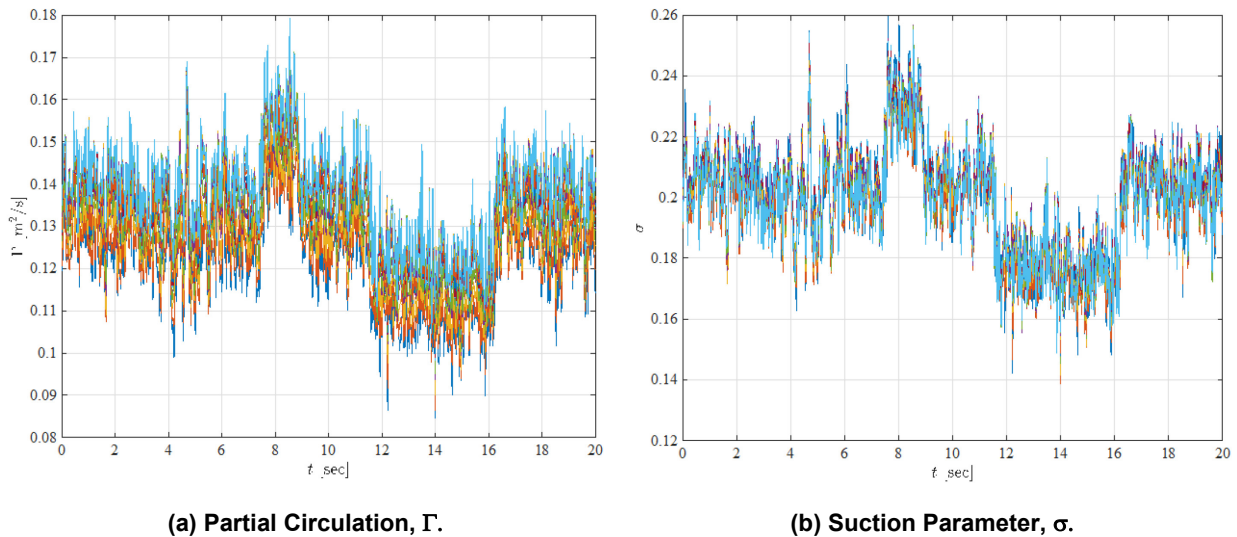 0.18
0.17
0.16
0.15
0.14
0.13
0.12
0.11
0.1
0.09
0.08
Γ [m²/s]
0 2 4 6 8 10 12 14 16 18 20
t [sec]
(a) Partial Circulation, Γ.
0.26
0.24
0.22
0.2
0.18
0.16
0.14
0.12
σ
0 2 4 6 8 10 12 14 16 18 20
t [sec]
(b) Suction Parameter, σ.